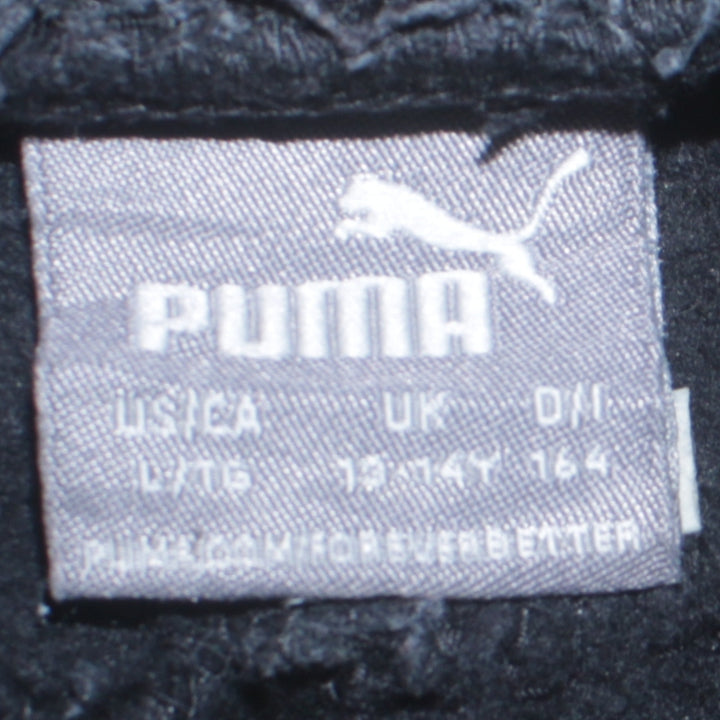 PUMA
US/CA UK D/I
L/TG 13-14Y 164
PUMA.COM/FOREVERBETTER